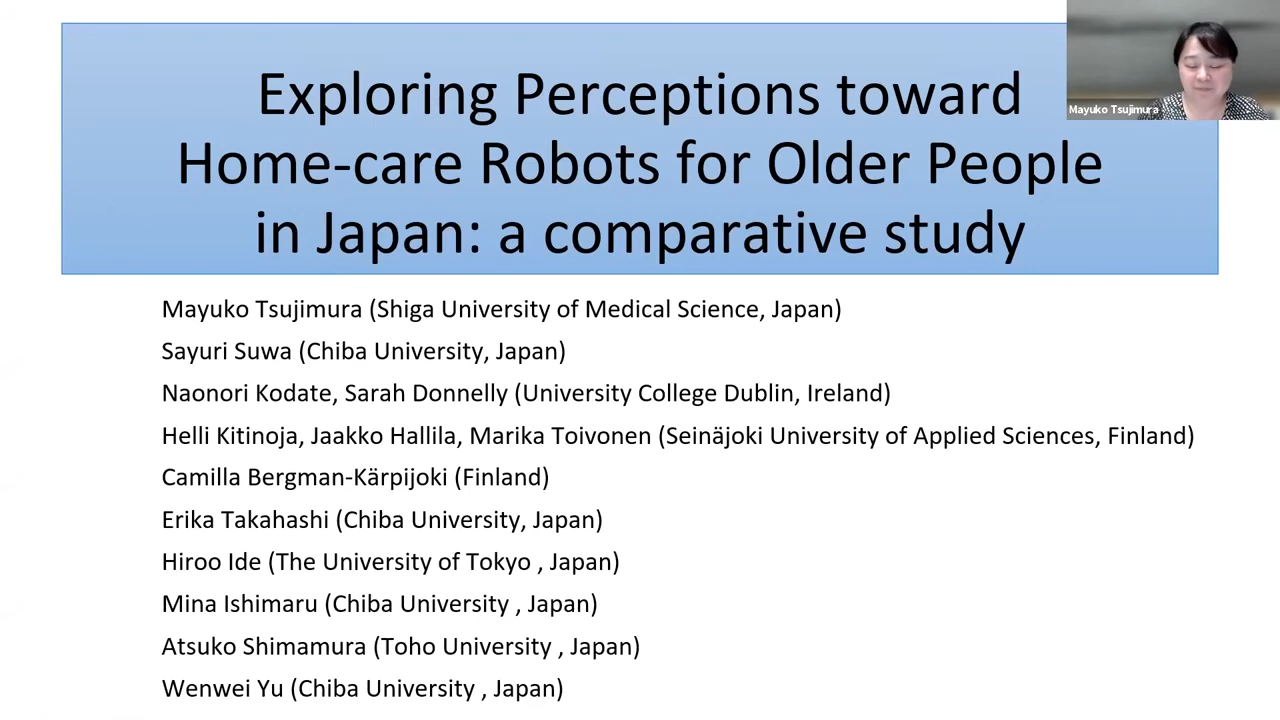 Exploring Perceptions toward
Home-care Robots for Older People
in Japan: a comparative study
Mayuko Tsujimura
Mayuko Tsujimura (Shiga University of Medical Science, Japan)
Sayuri Suwa (Chiba University, Japan)
Naonori Kodate, Sarah Donnelly (University College Dublin, Ireland)
Helli Kitinoja, Jaakko Hallila, Marika Toivonen (Seinäjoki University of Applied Sciences, Finland)
Camilla Bergman-Kärpijoki (Finland)
Erika Takahashi (Chiba University, Japan)
Hiroo Ide (The University of Tokyo , Japan)
Mina Ishimaru (Chiba University , Japan)
Atsuko Shimamura (Toho University , Japan)
Wenwei Yu (Chiba University , Japan)